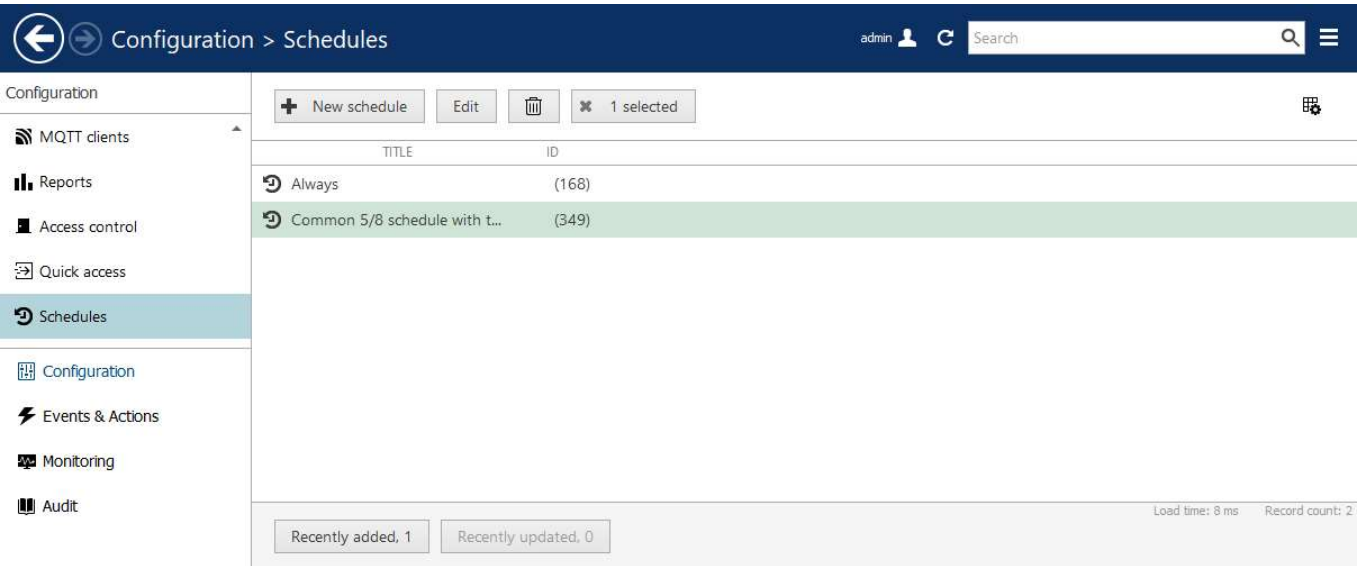 Configuration > Schedules
admin
Search
Configuration
MQTT clients
Reports
Access control
Quick access
Schedules
Configuration
Events & Actions
Monitoring
Audit
New schedule
Edit
1 selected
TITLE ID
Always (168)
Common 5/8 schedule with t... (349)
Load time: 8 ms Record count: 2
Recently added, 1
Recently updated, 0